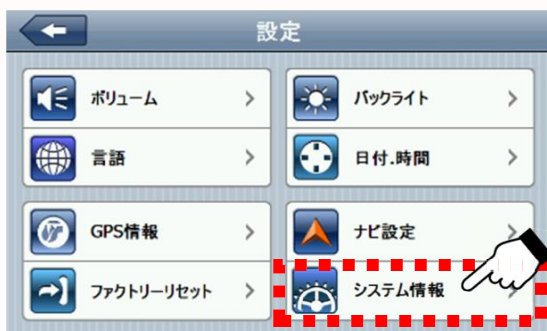 設定
ボリューム
バックライト
言語
日付.時間
GPS情報
ナビ設定
ファクトリーリセット
システム情報